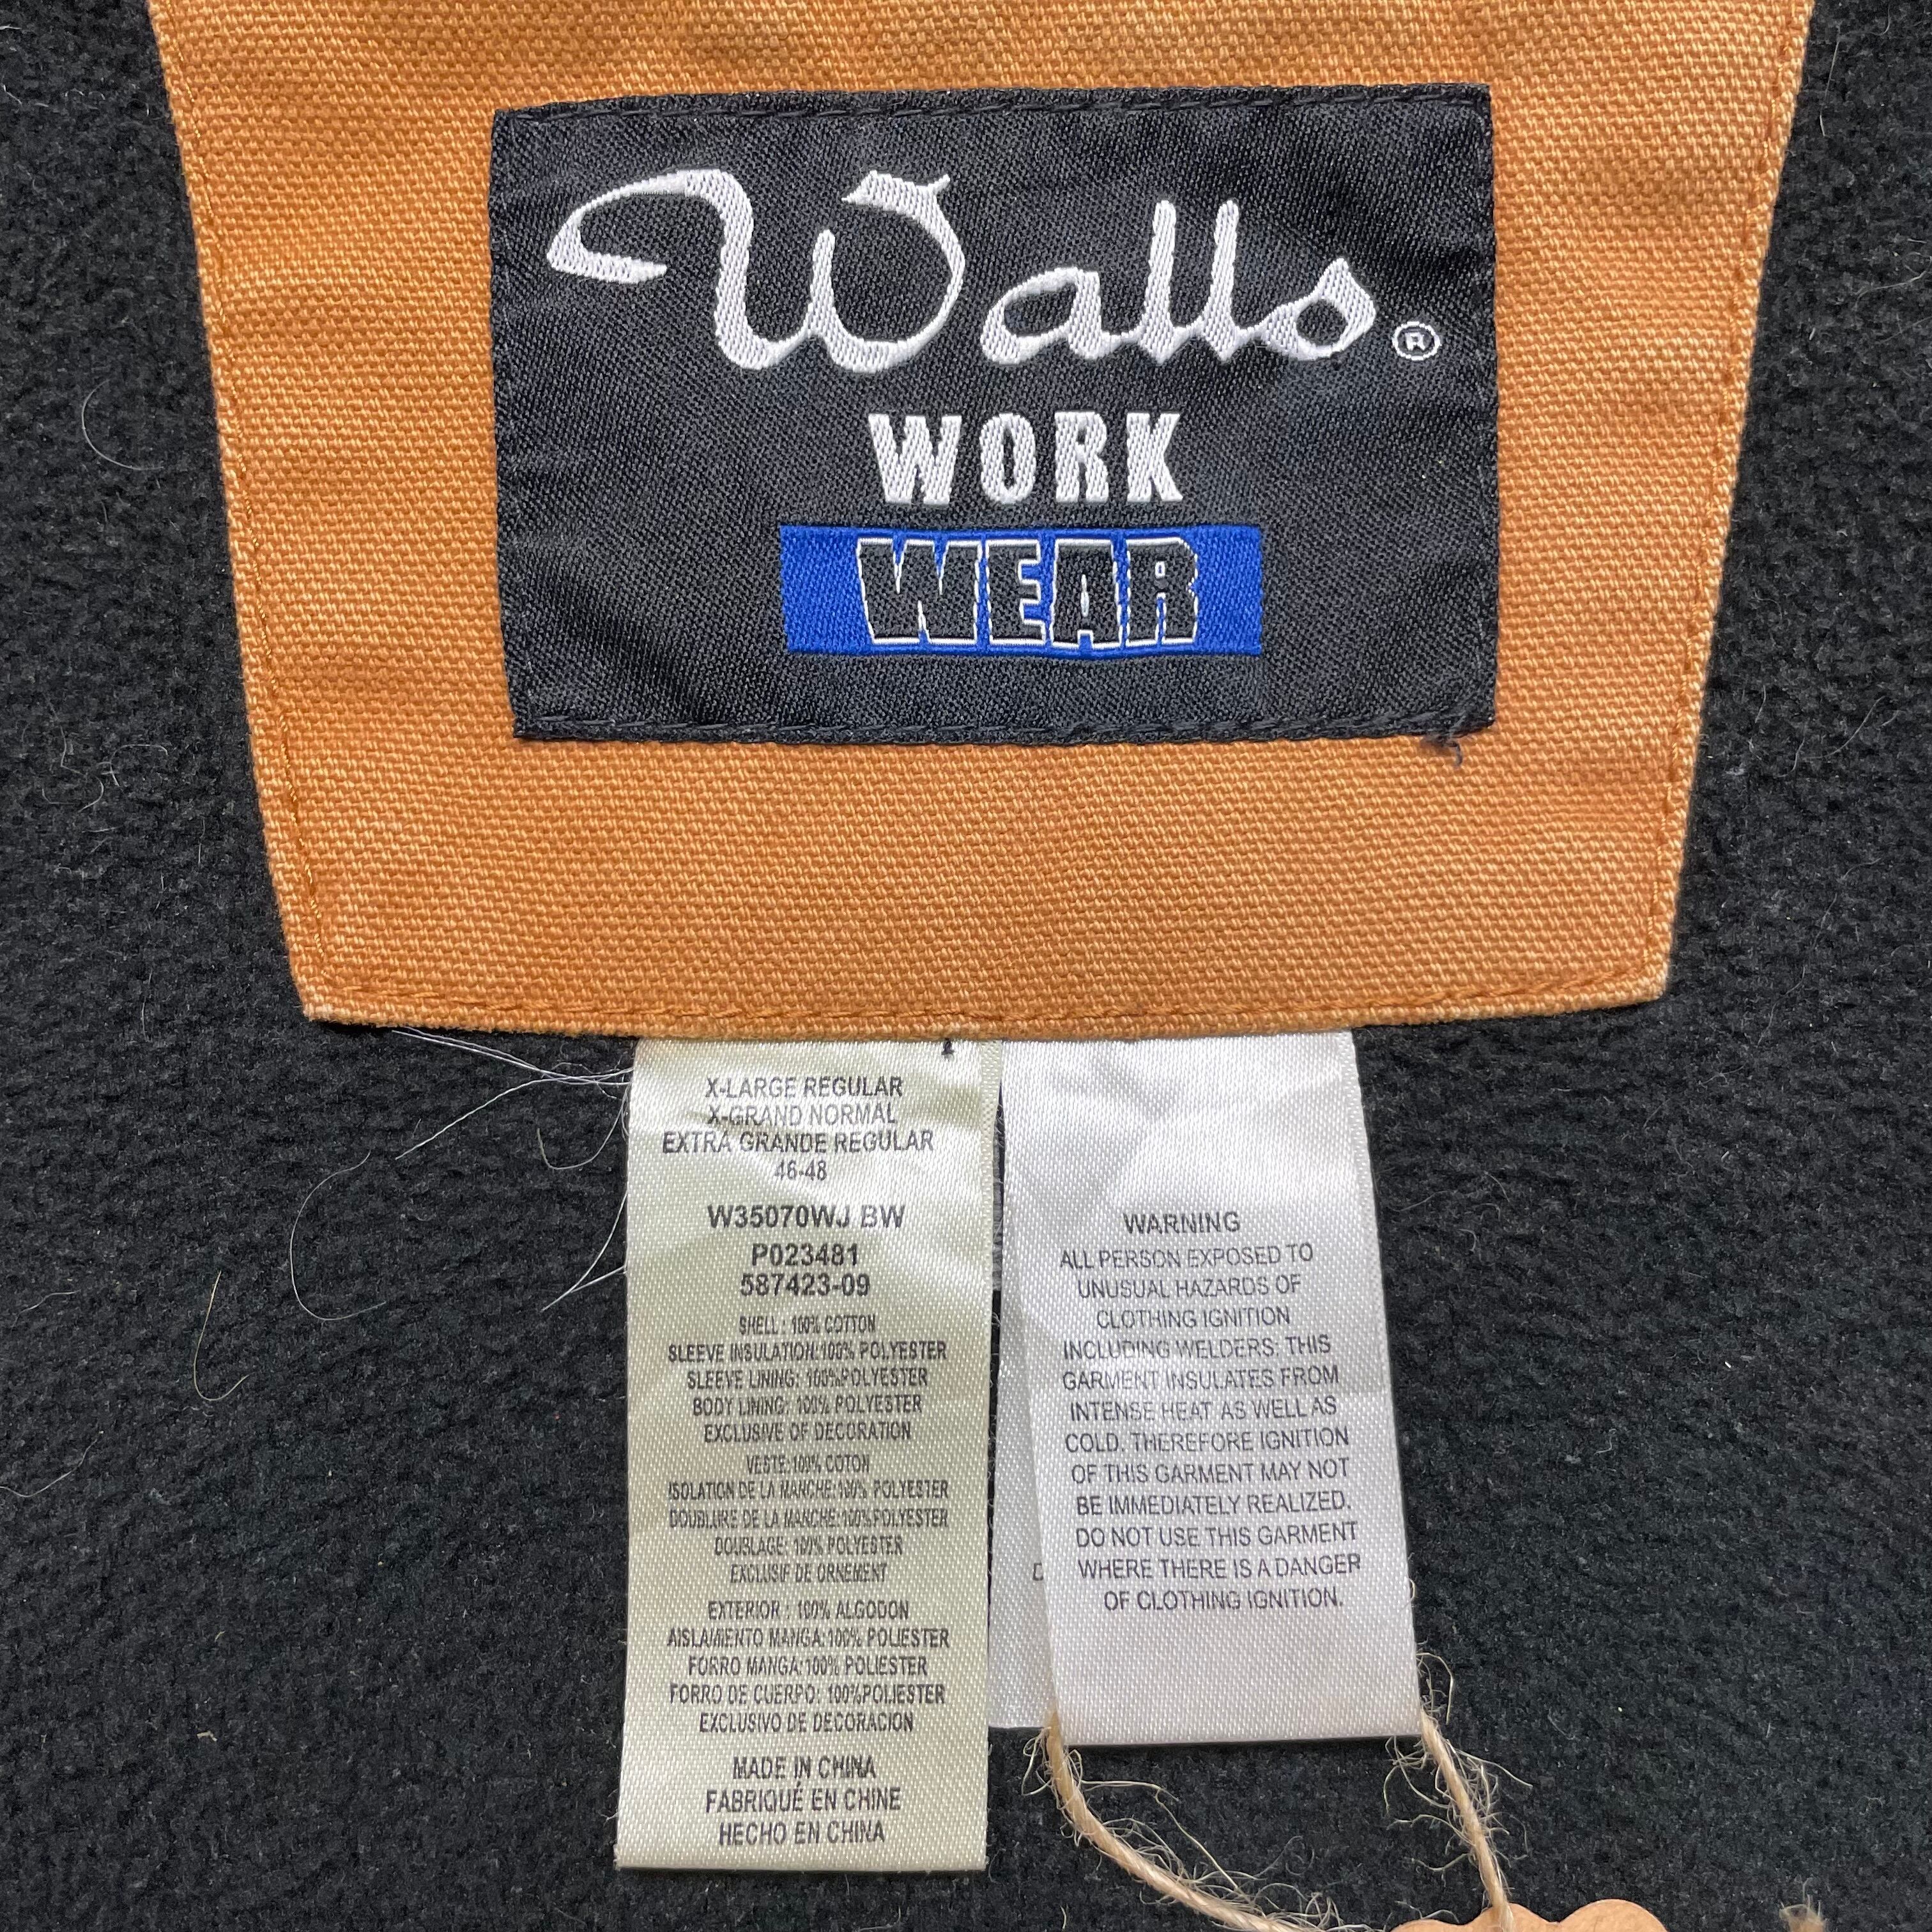 Walls®
WORK
WEAR
X-LARGE REGULAR
X-GRAND NORMAL
EXTRA GRANDE REGULAR
46-48
W35070WJ BW
P023481
587423-09
SHELL : 100% COTTON
SLEEVE INSULATION:100% POLYESTER
SLEEVE LINING: 100%POLYESTER
BODY LINING: 100% POLYESTER
EXCLUSIVE OF DECORATION
VESTE:100% COTON
ISOLATION DE LA MANCHE:100% POLYESTER
DOUBLURE DE LA MANCHE:100%POLYESTER
DOUBLAGE: 100% POLYESTER
EXCLUSIF DE ORNEMENT
EXTERIOR : 100% ALGODON
AISLAMIENTO MANGA:100% POLIESTER
FORRO MANGA:100% POLIESTER
FORRO DE CUERPO: 100%POLIESTER
EXCLUSIVO DE DECORACION
MADE IN CHINA
FABRIQUÉ EN CHINE
HECHO EN CHINA
WARNING
ALL PERSON EXPOSED TO
UNUSUAL HAZARDS OF
CLOTHING IGNITION
INCLUDING WELDERS: THIS
GARMENT INSULATES FROM
INTENSE HEAT AS WELL AS
COLD. THEREFORE IGNITION
OF THIS GARMENT MAY NOT
BE IMMEDIATELY REALIZED.
DO NOT USE THIS GARMENT
WHERE THERE IS A DANGER
OF CLOTHING IGNITION.